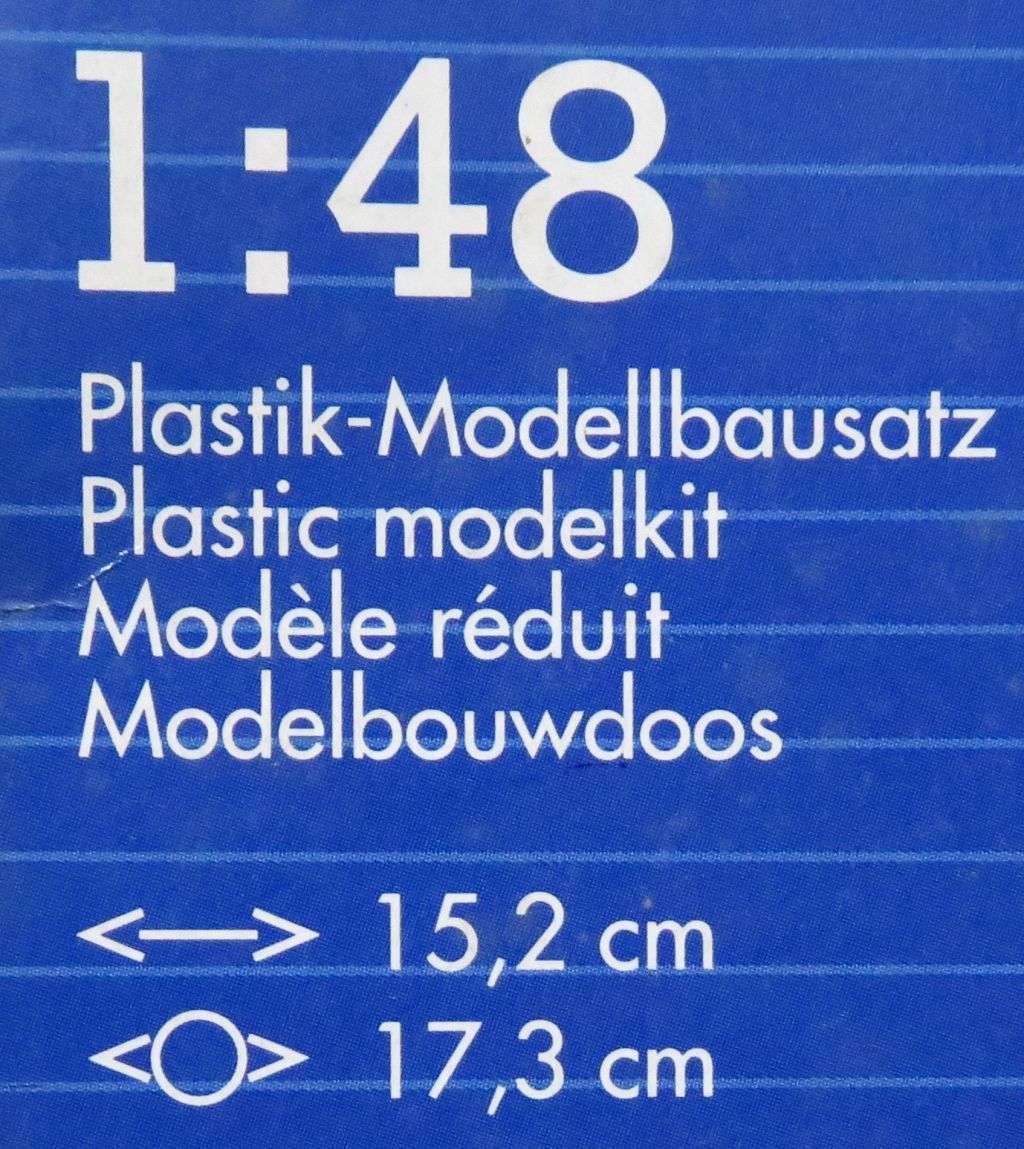 1:48
Plastik-Modellbausatz
Plastic modelkit
Modèle réduit
Modelbouwdoos
15,2 cm
17,3 cm